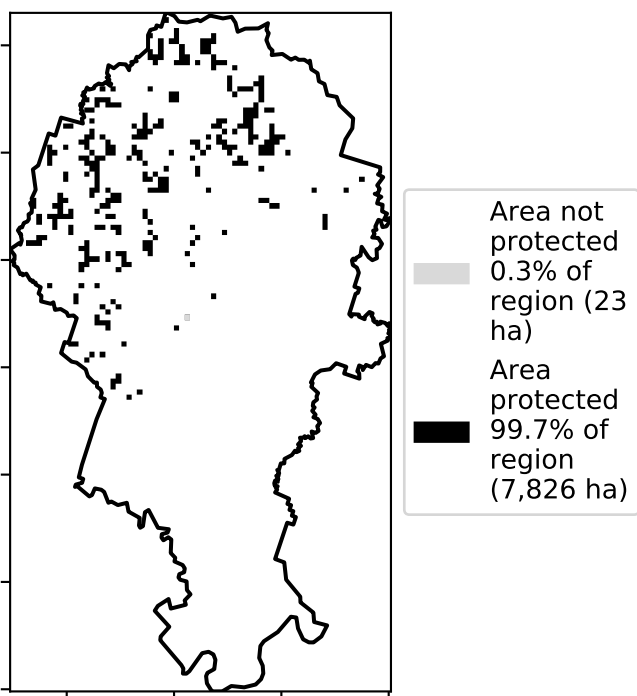 Area not
protected
0.3% of
region (23
ha)
Area
protected
99.7% of
region
(7,826 ha)